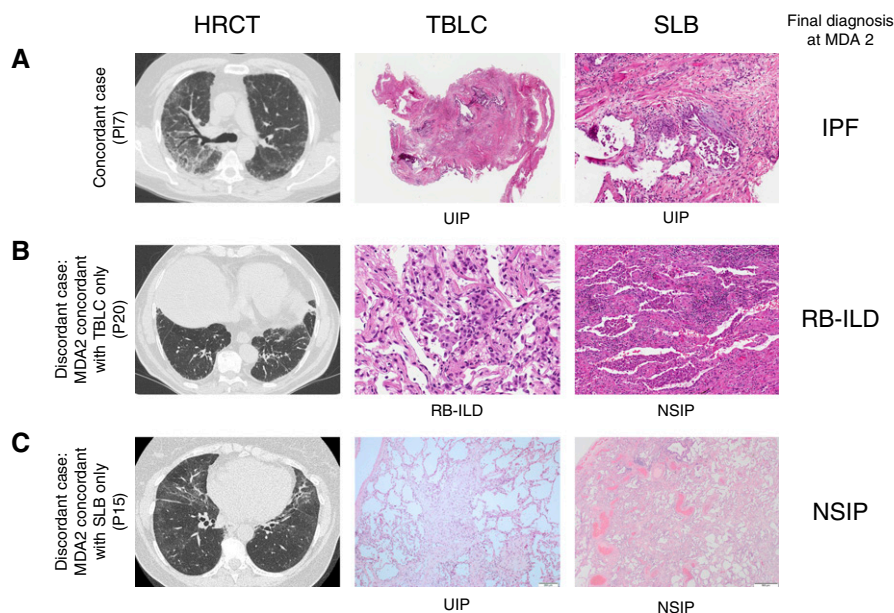 HRCT
TBLC
SLB
Final diagnosis
at MDA 2
A
Concordant case
(PI7)
UIP
UIP
IPF
B
Discordant case:
MDA2 concordant
with TBLC only
(P20)
RB-ILD
NSIP
RB-ILD
C
Discordant case:
MDA2 concordant
with SLB only
(P15)
UIP
NSIP
NSIP